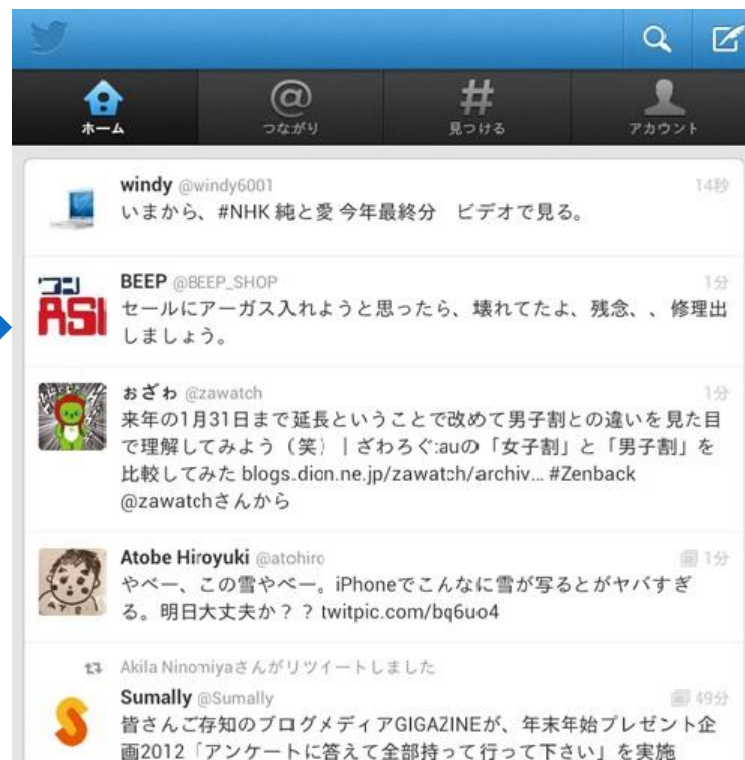 ホーム
つながり
見つける
アカウント
windy @windy6001 14秒
いまから、#NHK 純と愛 今年最終分　ビデオで見る。
BEEP @BEEP_SHOP 1分
セールにアーガス入れようと思ったら、壊れてたよ、残念、、修理出
しましょう。
おざわ @zawatch 1分
来年の1月31日まで延長ということで改めて男子割との違いを見た目
で理解してみよう（笑）｜ざわろぐ:auの「女子割」と「男子割」を
比較してみた blogs.dion.ne.jp/zawatch/archiv... #Zenback
@zawatchさんから
Atobe Hiroyuki @atohiro 1分
やべー、この雪やべー。iPhoneでこんなに雪が写るとがヤバすぎ
る。明日大丈夫か？？ twitpic.com/bq6uo4
Akila Ninomiyaさんがリツイートしました
Sumally @Sumally 49分
皆さんご存知のブログメディアGIGAZINEが、年末年始プレゼント企
画2012「アンケートに答えて全部持って行って下さい」を実施